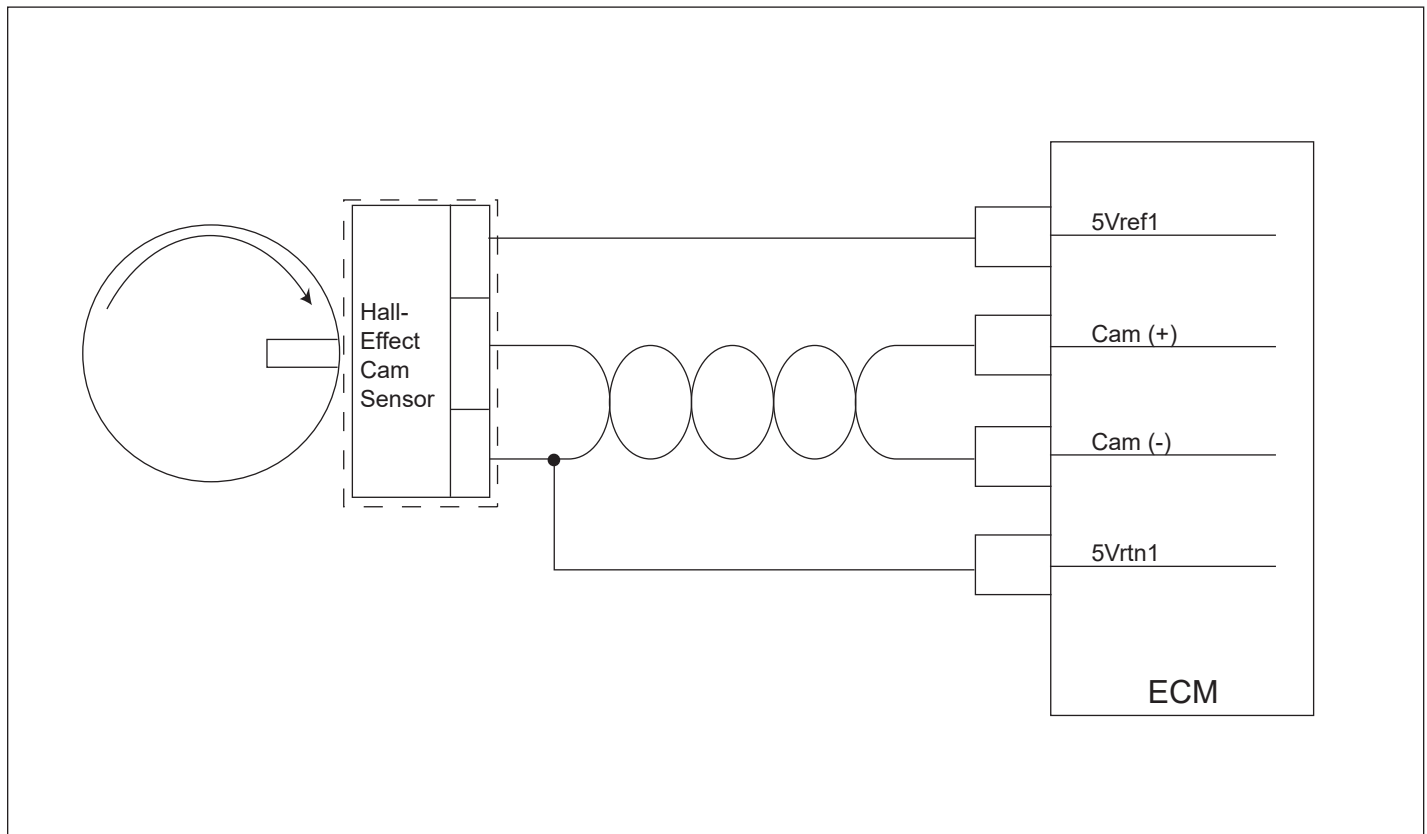 Hall-
Effect
Cam
Sensor
5Vref1
Cam (+)
Cam (-)
5Vrtn1
ECM